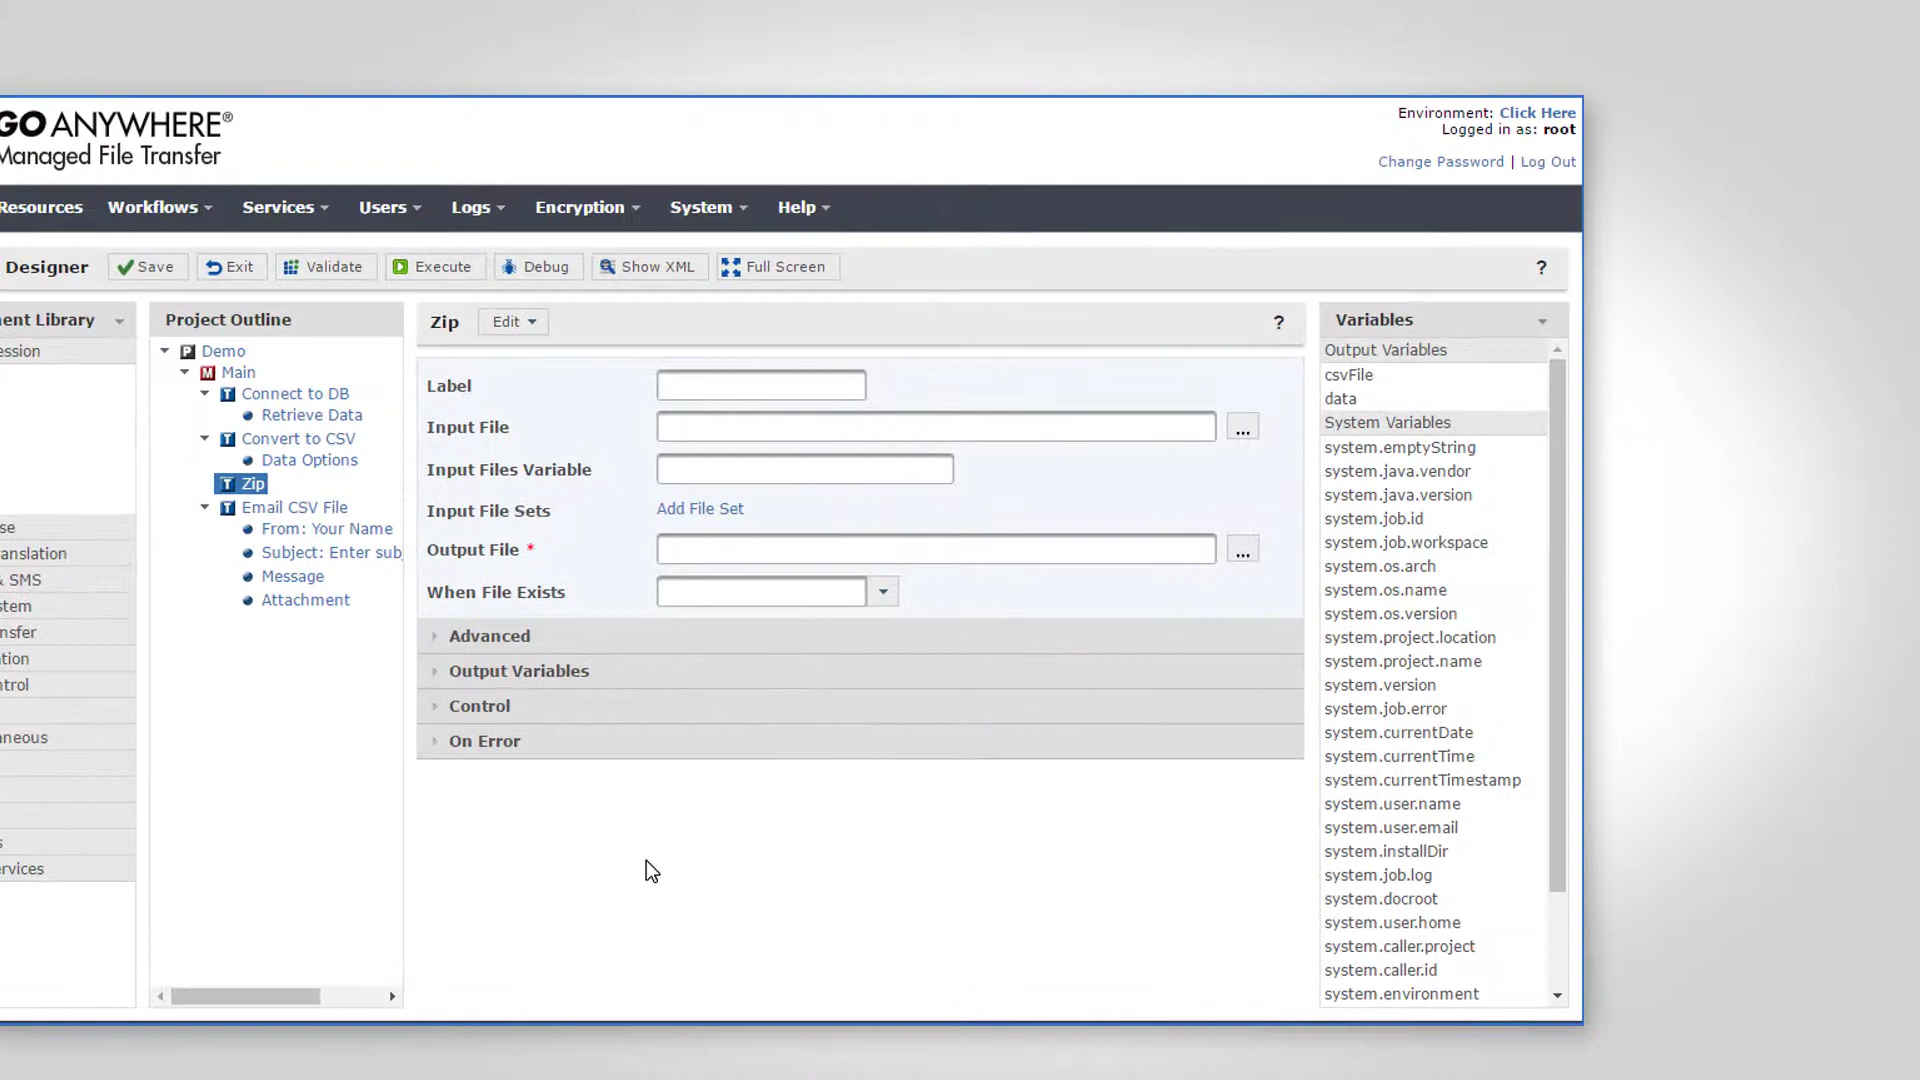 GO ANYWHERE®
Managed File Transfer
Environment: Click Here
Logged in as: root
Change Password | Log Out
Resources Workflows Services Users Logs Encryption System Help
Designer Save Exit Validate Execute Debug Show XML Full Screen ?
ent Library
ession
se
anslation
& SMS
stem
nsfer
tion
ntrol
aneous
s
ervices
Project Outline
P Demo
M Main
T Connect to DB
Retrieve Data
T Convert to CSV
Data Options
T Zip
T Email CSV File
From: Your Name
Subject: Enter sub
Message
Attachment
Zip Edit ?
Label
Input File ...
Input Files Variable
Input File Sets Add File Set
Output File * ...
When File Exists
Advanced
Output Variables
Control
On Error
Variables
Output Variables
csvFile
data
System Variables
system.emptyString
system.java.vendor
system.java.version
system.job.id
system.job.workspace
system.os.arch
system.os.name
system.os.version
system.project.location
system.project.name
system.version
system.job.error
system.currentDate
system.currentTime
system.currentTimestamp
system.user.name
system.user.email
system.installDir
system.job.log
system.docroot
system.user.home
system.caller.project
system.caller.id
system.environment